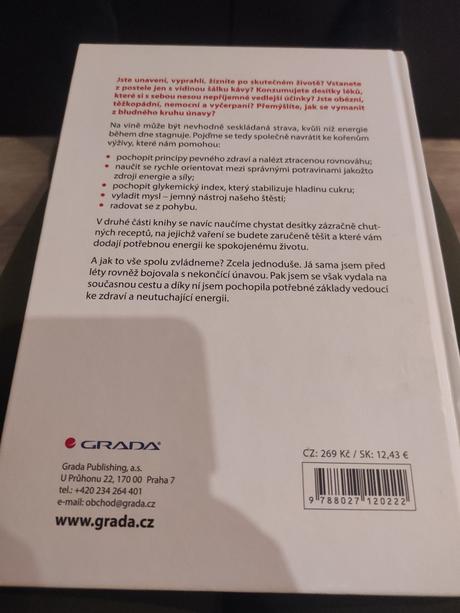 Jste unavení, vyprahlí, žízníte po skutečném životě? Vstanete
z postele jen s vidinou šálku kávy? Konzumujete desítky léků,
které si s sebou nesou nepříjemné vedlejší účinky? Jste obézní,
těžkopádní, nemocní a vyčerpaní? Přemýšlíte, jak se vymanit
z bludného kruhu únavy?
Na vině může být nevhodně seskládaná strava, kvůli níž energie
během dne stagnuje. Pojďme se tedy společně navrátit ke kořenům
výživy, které nám pomohou:
• pochopit principy pevného zdraví a nalézt ztracenou rovnováhu;
• naučit se rychle orientovat mezi správnými potravinami jakožto
zdroji energie a síly;
• pochopit glykemický index, který stabilizuje hladinu cukru;
• vyladit mysl – jemný nástroj našeho štěstí;
• radovat se z pohybu.
V druhé části knihy se navíc naučíme chystat desítky zázračně chut-
ných receptů, na jejichž vaření se budete zaručeně těšit a které vám
dodají potřebnou energii ke spokojenému životu.
A jak to vše spolu zvládneme? Zcela jednoduše. Já sama jsem před
léty rovněž bojovala s nekončící únavou. Pak jsem se však vydala na
současnou cestu a díky ní jsem pochopila potřebné základy vedoucí
ke zdraví a neutuchající energii.
GRADA®
Grada Publishing, a.s.
U Průhonu 22, 170 00 Praha 7
tel.: +420 234 264 401
e-mail: obchod@grada.cz
www.grada.cz
CZ: 269 Kč / SK: 12,43 €
9 788027 120222